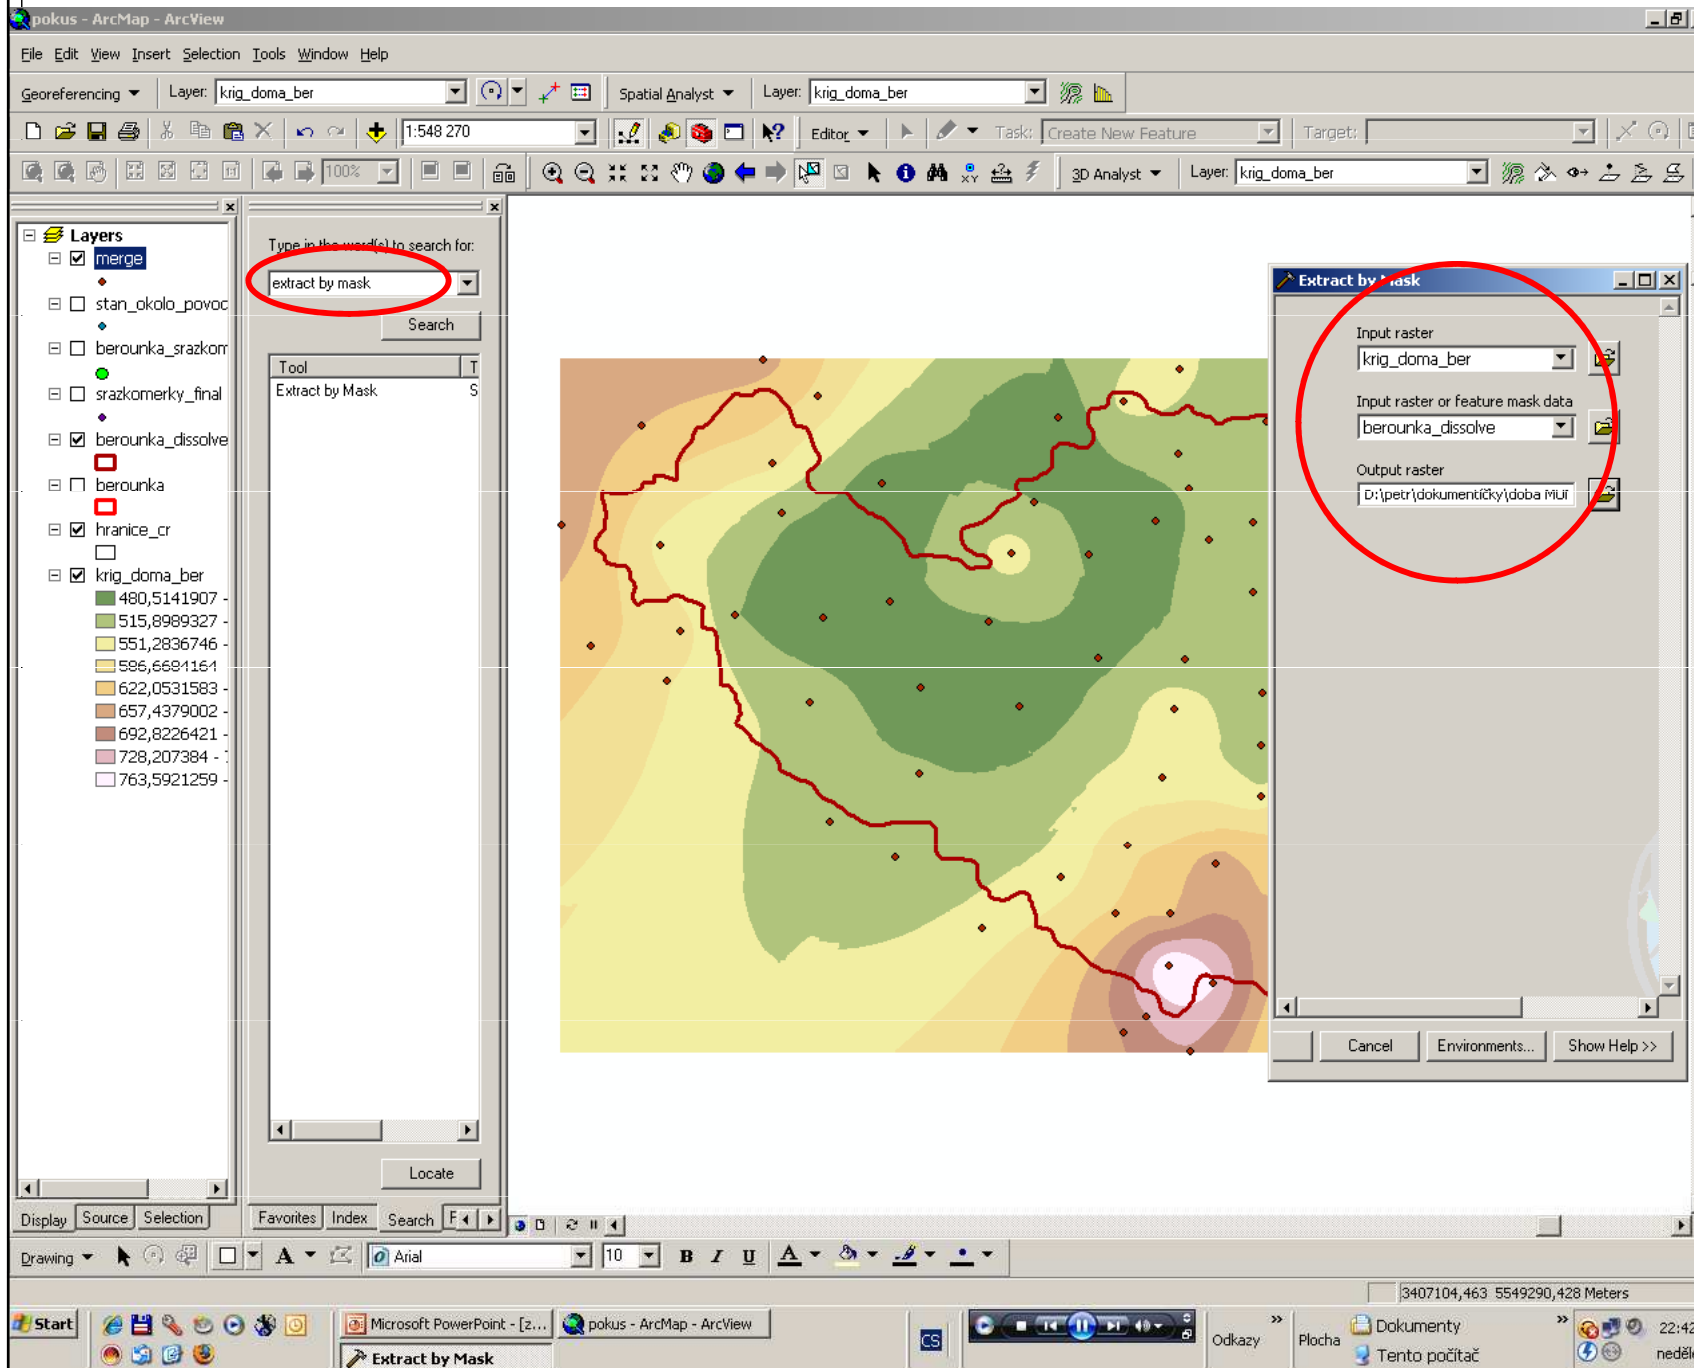 pokus - ArcMap - ArcView
File Edit View Insert Selection Tools Window Help
Georeferencing Layer: krig_doma_ber Spatial Analyst Layer: krig_doma_ber
1:548 270 Editor Task: Create New Feature Target:
100% 3D Analyst Layer: krig_doma_ber
Layers
merge
stan_okolo_povoc
berounka_srazkom
srazkomerky_final
berounka_dissolve
berounka
hranice_cr
krig_doma_ber
480,5141907 -
515,8989327 -
551,2836746 -
586,6684164
622,0531583 -
657,4379002 -
692,8226421 -
728,207384 -
763,5921259 -
Display Source Selection
Type in the word(s) to search for:
extract by mask
Search
Tool T
Extract by Mask S
Locate
Favorites Index Search F
Extract by Mask
Input raster
krig_doma_ber
Input raster or feature mask data
berounka_dissolve
Output raster
D:\petr\dokumentíčky\doba MUI
Cancel Environments... Show Help >>
Drawing A Arial 10 B I U A
3407104,463 5549290,428 Meters
Start Microsoft PowerPoint - [z... pokus - ArcMap - ArcView CS Odkazy Plocha Dokumenty 22:42
Extract by Mask Tento počítač neděle